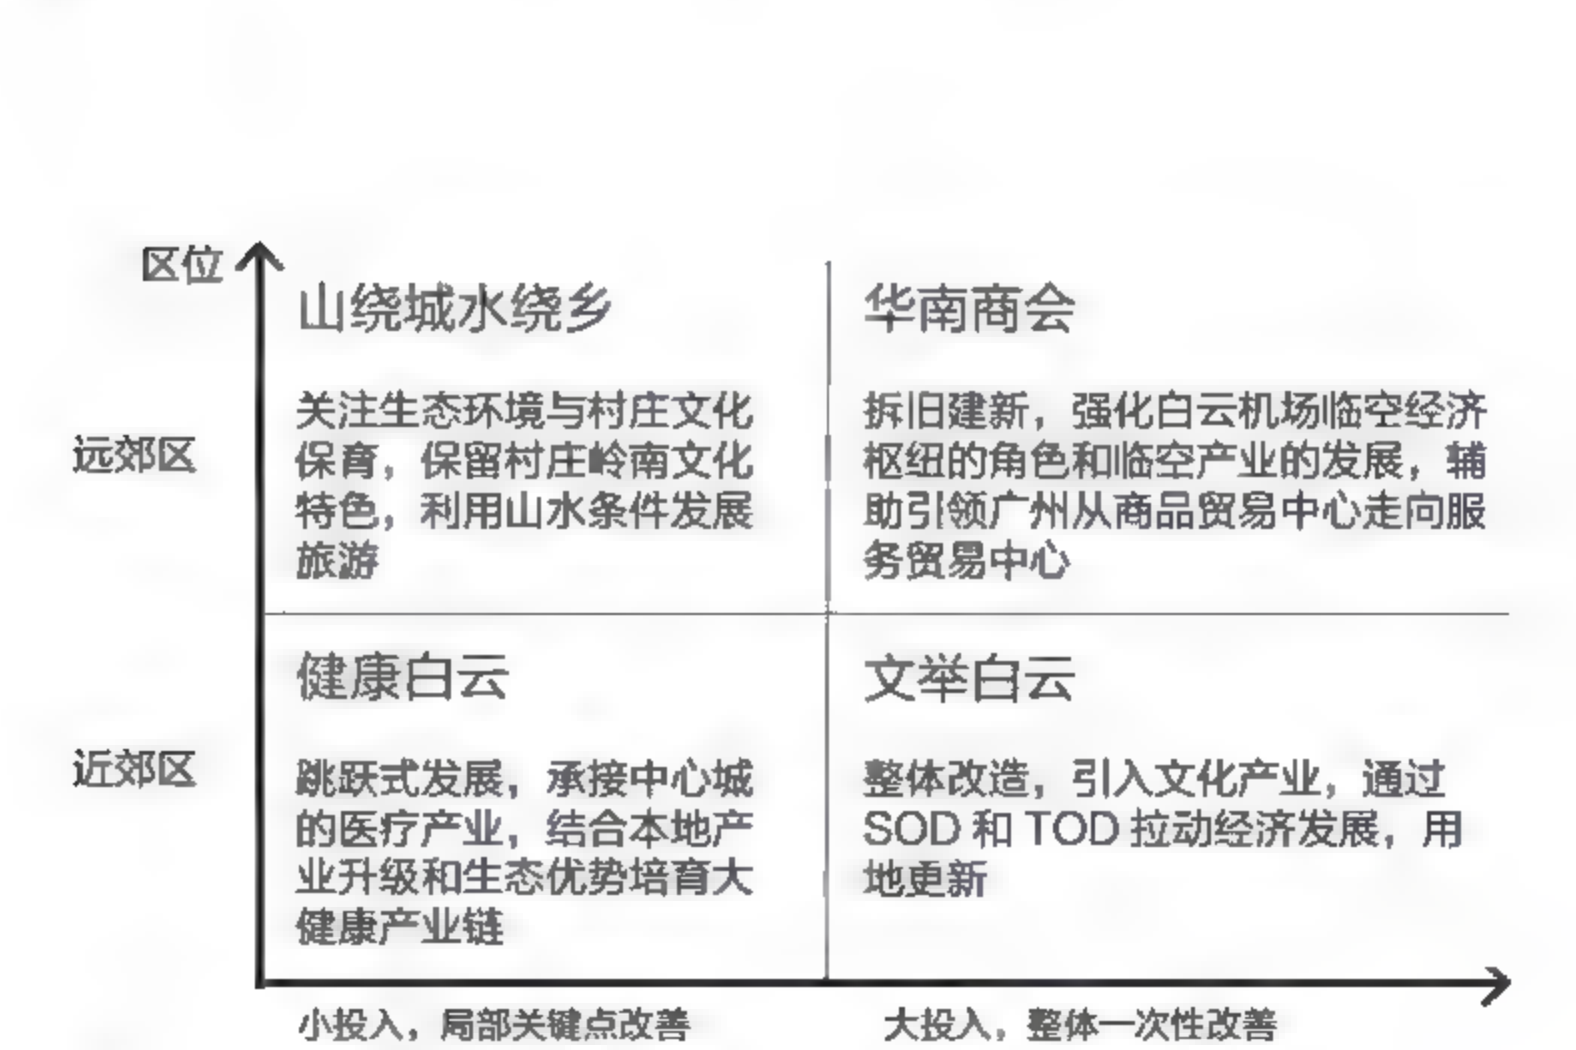 区位
山绕城水绕乡
关注生态环境与村庄文化
保育，保留村庄岭南文化
特色，利用山水条件发展
旅游
华南商会
拆旧建新，强化白云机场临空经济
枢纽的角色和临空产业的发展，辅
助引领广州从商品贸易中心走向服
务贸易中心
远郊区
健康白云
跳跃式发展，承接中心城
的医疗产业，结合本地产
业升级和生态优势培育大
健康产业链
文举白云
整体改造，引入文化产业，通过
SOD 和 TOD 拉动经济发展，用
地更新
近郊区
小投入，局部关键点改善
大投入，整体一次性改善